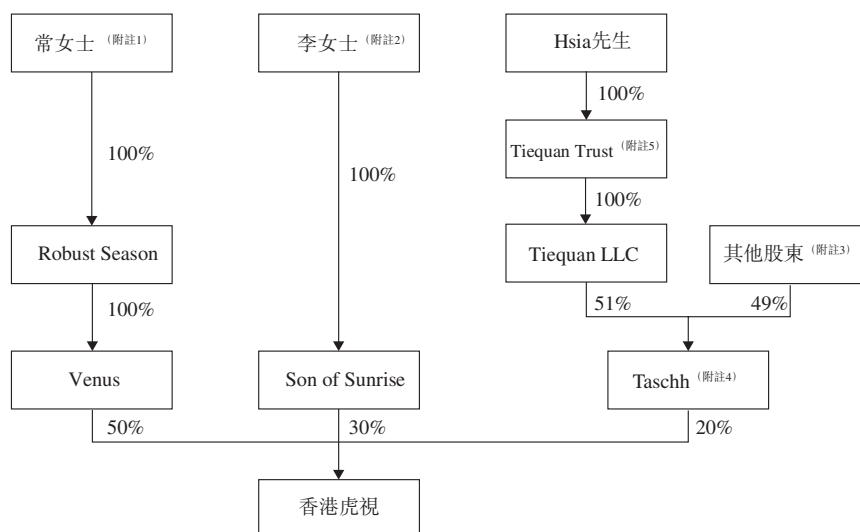 常女士 (附註1)
李女士 (附註2)
Hsia先生
100%
Tiequan Trust (附註5)
100%
100%
100%
Robust Season
Tiequan LLC
其他股東 (附註3)
100%
51%
49%
Venus
Son of Sunrise
Taschh (附註4)
50%
30%
20%
香港虎視